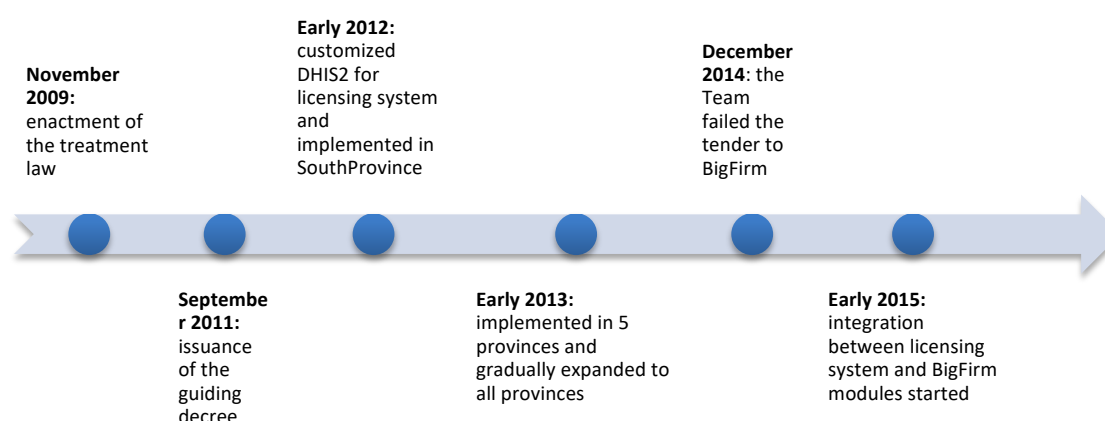 November
2009:
enactment of
the treatment
law
Septembe
r 2011:
issuance
of the
guiding
decree
Early 2012:
customized
DHIS2 for
licensing system
and
implemented in
SouthProvince
Early 2013:
implemented in 5
provinces and
gradually expanded to
all provinces
December
2014: the
Team
failed the
tender to
BigFirm
Early 2015:
integration
between licensing
system and BigFirm
modules started